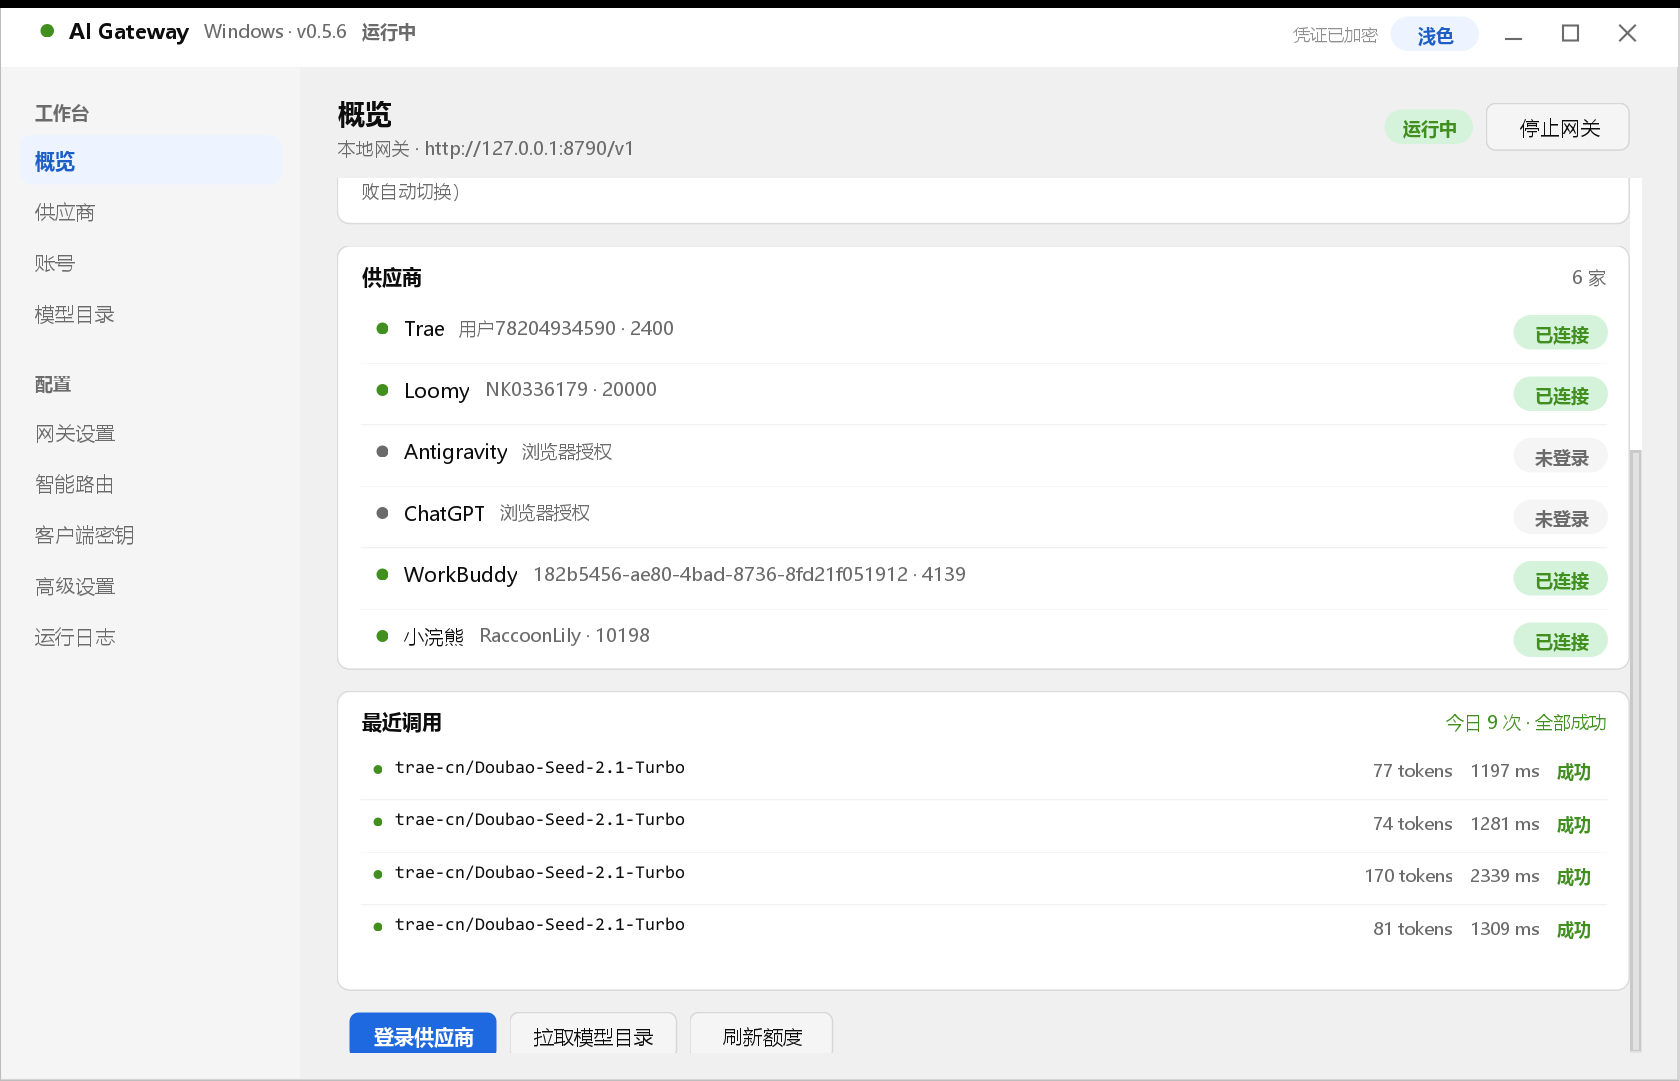 AI Gateway Windows · v0.5.6 运行中
凭证已加密 浅色
工作台
概览
供应商
账号
模型目录
配置
网关设置
智能路由
客户端密钥
高级设置
运行日志
概览
本地网关 · http://127.0.0.1:8790/v1
运行中 停止网关
败自动切换）
供应商 6 家
Trae 用户78204934590 · 2400 已连接
Loomy NK0336179 · 20000 已连接
Antigravity 浏览器授权 未登录
ChatGPT 浏览器授权 未登录
WorkBuddy 182b5456-ae80-4bad-8736-8fd21f051912 · 4139 已连接
小浣熊 RaccoonLily · 10198 已连接
最近调用 今日 9 次 · 全部成功
trae-cn/Doubao-Seed-2.1-Turbo 77 tokens 1197 ms 成功
trae-cn/Doubao-Seed-2.1-Turbo 74 tokens 1281 ms 成功
trae-cn/Doubao-Seed-2.1-Turbo 170 tokens 2339 ms 成功
trae-cn/Doubao-Seed-2.1-Turbo 81 tokens 1309 ms 成功
登录供应商 拉取模型目录 刷新额度